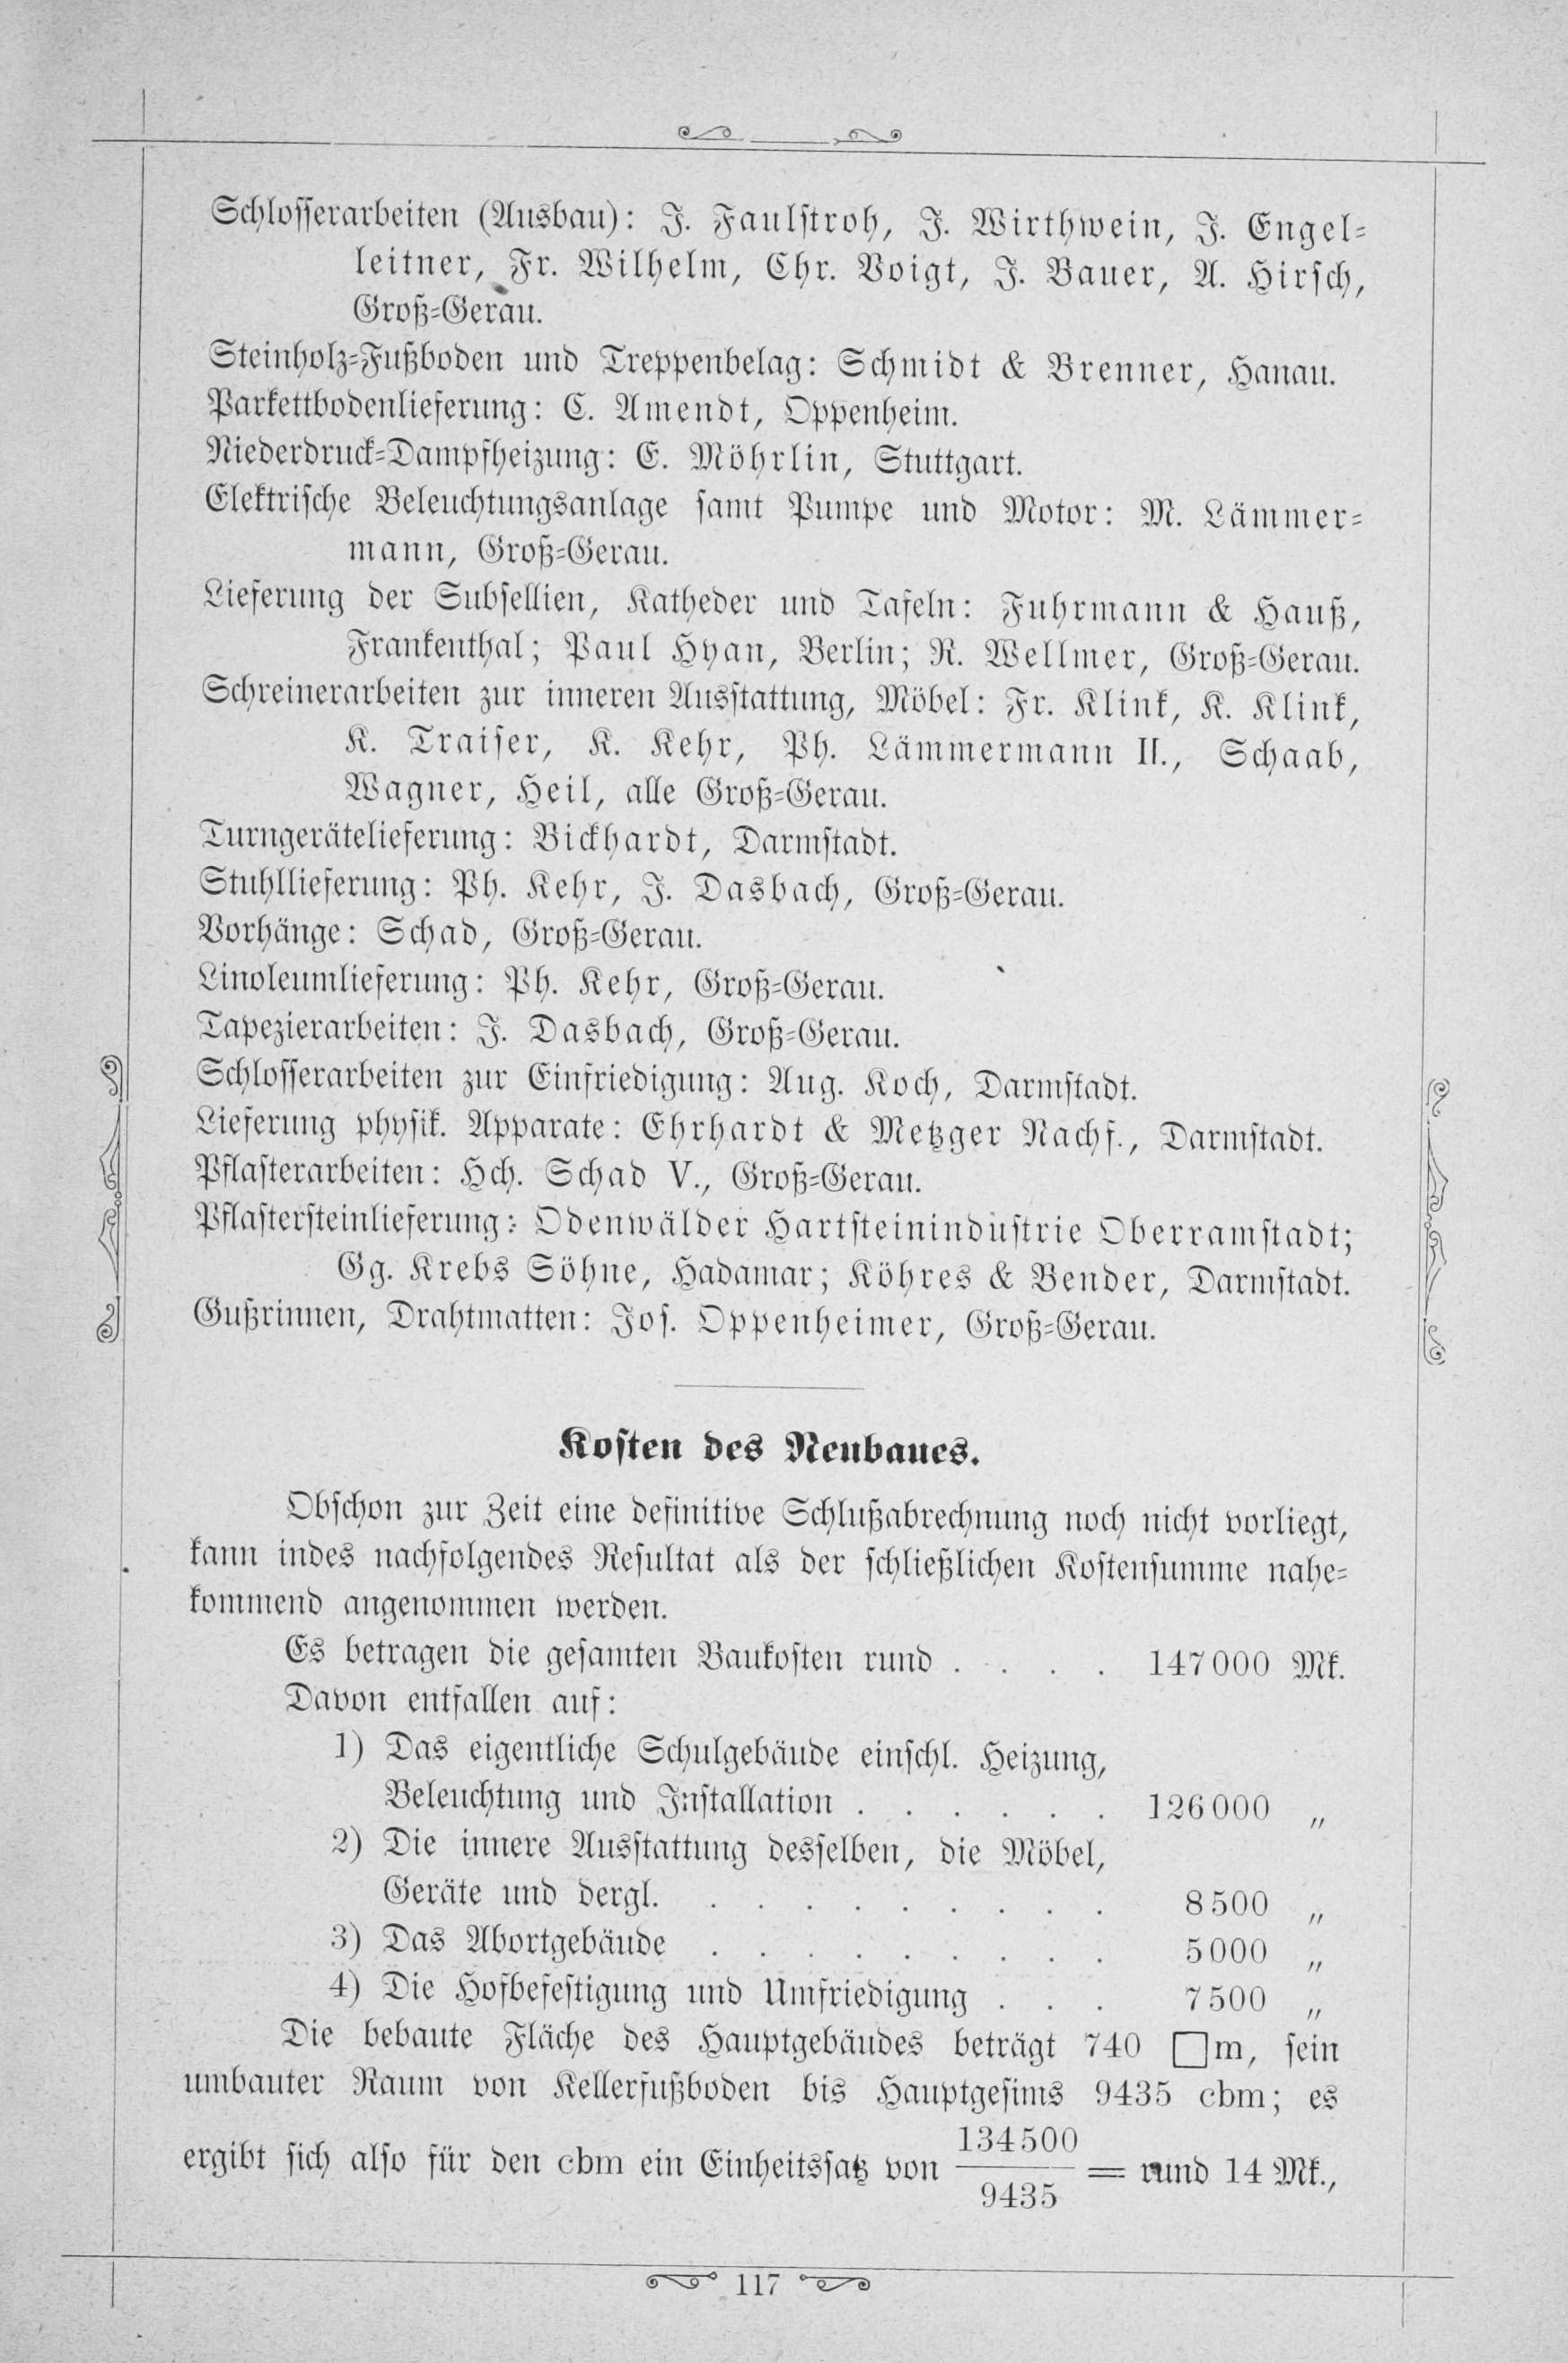 Schlosserarbeiten (Ausbau): J. Faulstroh, J. Wirthwein, J. Engel-
leitner, Fr. Wilhelm, Chr. Voigt, J. Bauer, A. Hirsch,
Groß-Gerau.
Steinholz-Fußboden und Treppenbelag: Schmidt & Brenner, Hanau.
Parkettbodenlieferung: C. Amendt, Oppenheim.
Niederdruck-Dampfheizung: E. Möhrlin, Stuttgart.
Elektrische Beleuchtungsanlage samt Pumpe und Motor: M. Lämmer-
mann, Groß-Gerau.
Lieferung der Subsellien, Katheder und Tafeln: Fuhrmann & Hauß,
Frankenthal; Paul Hyan, Berlin; R. Wellmer, Groß-Gerau.
Schreinerarbeiten zur inneren Ausstattung, Möbel: Fr. Klink, K. Klink,
K. Traiser, K. Kehr, Ph. Lämmermann II., Schaab,
Wagner, Heil, alle Groß-Gerau.
Turngerätelieferung: Bickhardt, Darmstadt.
Stuhllieferung: Ph. Kehr, J. Dasbach, Groß-Gerau.
Vorhänge: Schad, Groß-Gerau.
Linoleumlieferung: Ph. Kehr, Groß-Gerau.
Tapezierarbeiten: J. Dasbach, Groß-Gerau.
Schlosserarbeiten zur Einfriedigung: Aug. Koch, Darmstadt.
Lieferung physik. Apparate: Ehrhardt & Metzger Nachf., Darmstadt.
Pflasterarbeiten: Hch. Schad V., Groß-Gerau.
Pflastersteinlieferung: Odenwälder Hartsteinindustrie Oberramstadt;
Gg. Krebs Söhne, Hadamar; Köhres & Bender, Darmstadt.
Gußrinnen, Drahtmatten: Jos. Oppenheimer, Groß-Gerau.
Kosten des Neubaues.
Obschon zur Zeit eine definitive Schlußabrechnung noch nicht vorliegt,
kann indes nachfolgendes Resultat als der schließlichen Kostensumme nahe-
kommend angenommen werden.
Es betragen die gesamten Baukosten rund . . . . 147000 Mk.
Davon entfallen auf:
1) Das eigentliche Schulgebäude einschl. Heizung,
Beleuchtung und Installation . . . . . . 126000 „
2) Die innere Ausstattung desselben, die Möbel,
Geräte und dergl. . . . . . . . . . 8500 „
3) Das Abortgebäude . . . . . . . . . 5000 „
4) Die Hofbefestigung und Umfriedigung . . . 7500 „
Die bebaute Fläche des Hauptgebäudes beträgt 740 □m, sein
umbauter Raum von Kellerfußboden bis Hauptgesims 9435 cbm; es
ergibt sich also für den cbm ein Einheitssatz von 134500/9435 = rund 14 Mk.,
117